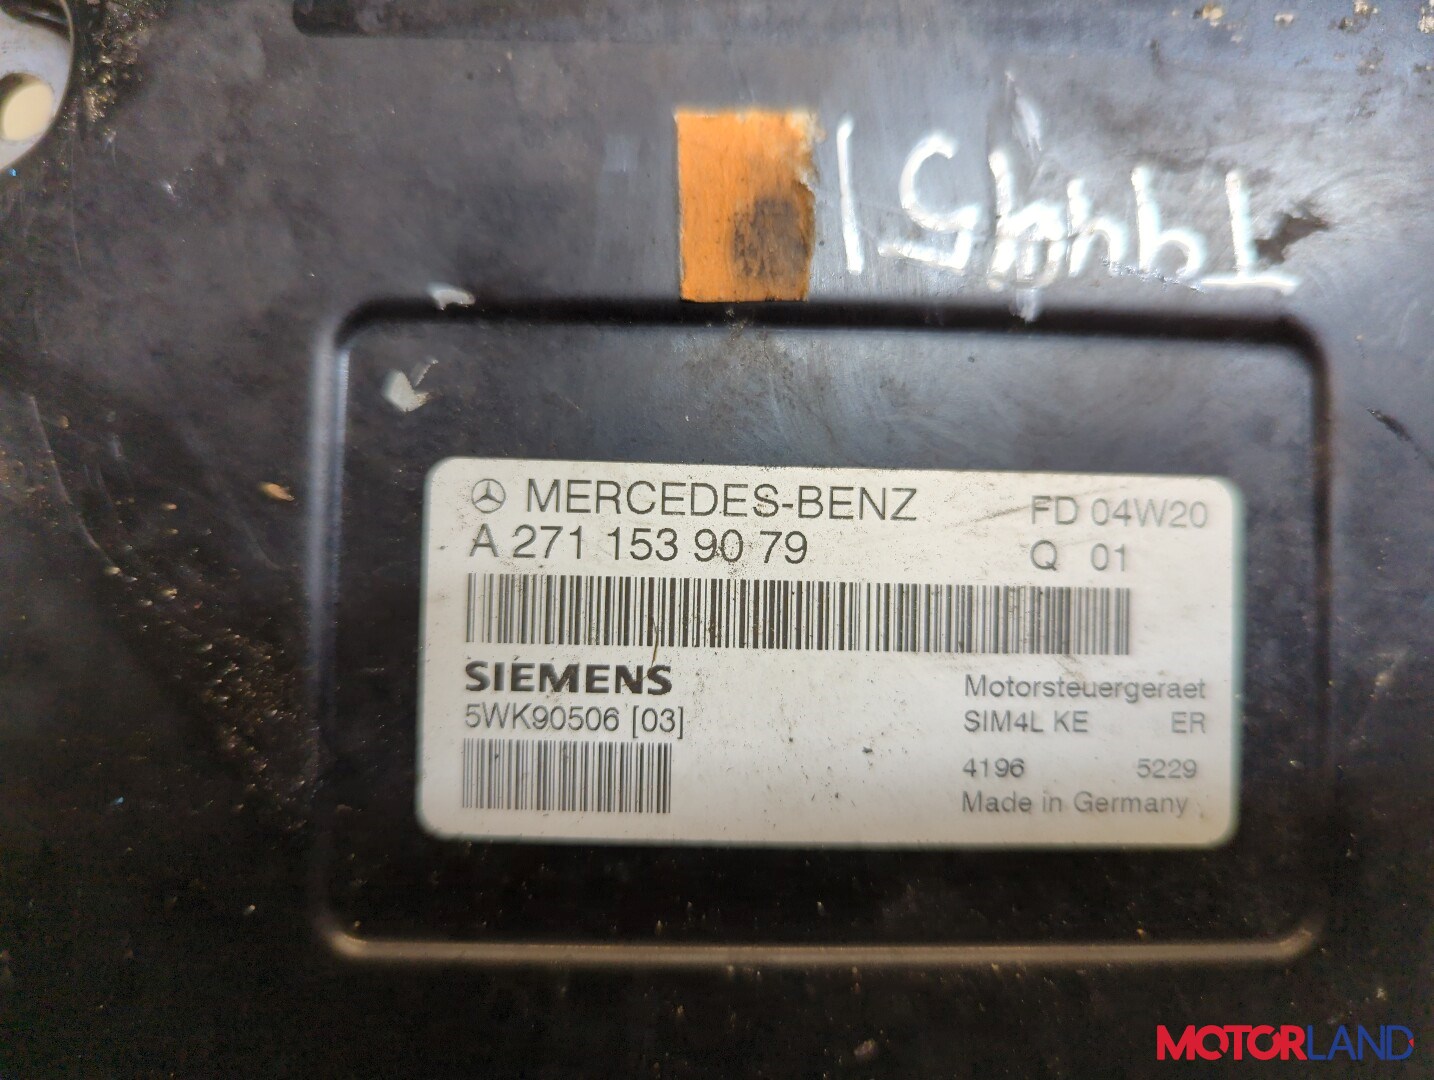 MERCEDES-BENZ FD 04W20
A 271 153 90 79 Q 01
SIEMENS
5WK90506 [03]
Motorsteuergeraet
SIM4L KE ER
4196 5229
Made in Germany
MOTORLAND